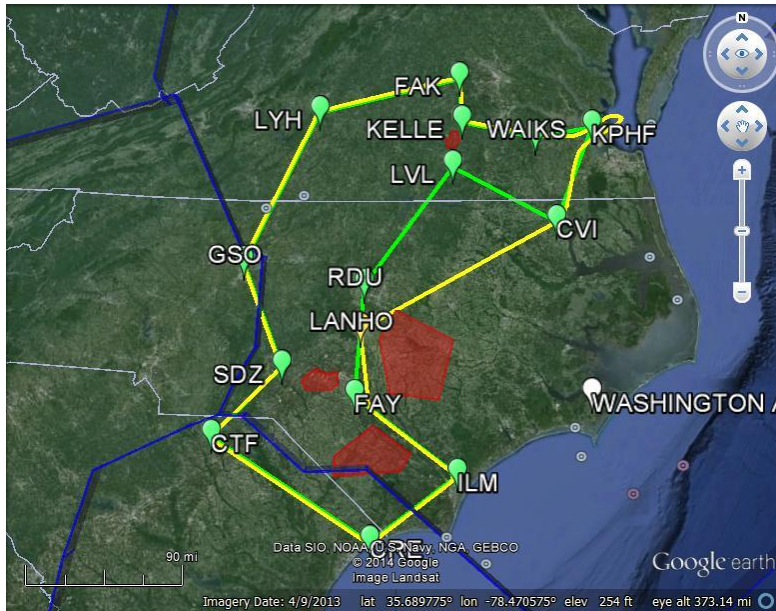 N
FAK
LYH
KELLE
WAIKS
KPHF
LVL
CVI
GSO
RDU
LANHO
SDZ
FAY
WASHINGTON A
CTF
ILM
CRE
Data SIO, NOAA, U.S. Navy, NGA, GEBCO
90 mi
© 2014 Google
Image Landsat
Google earth
Imagery Date: 4/9/2013 lat 35.689775° lon -78.470575° elev 254 ft eye alt 373.14 mi